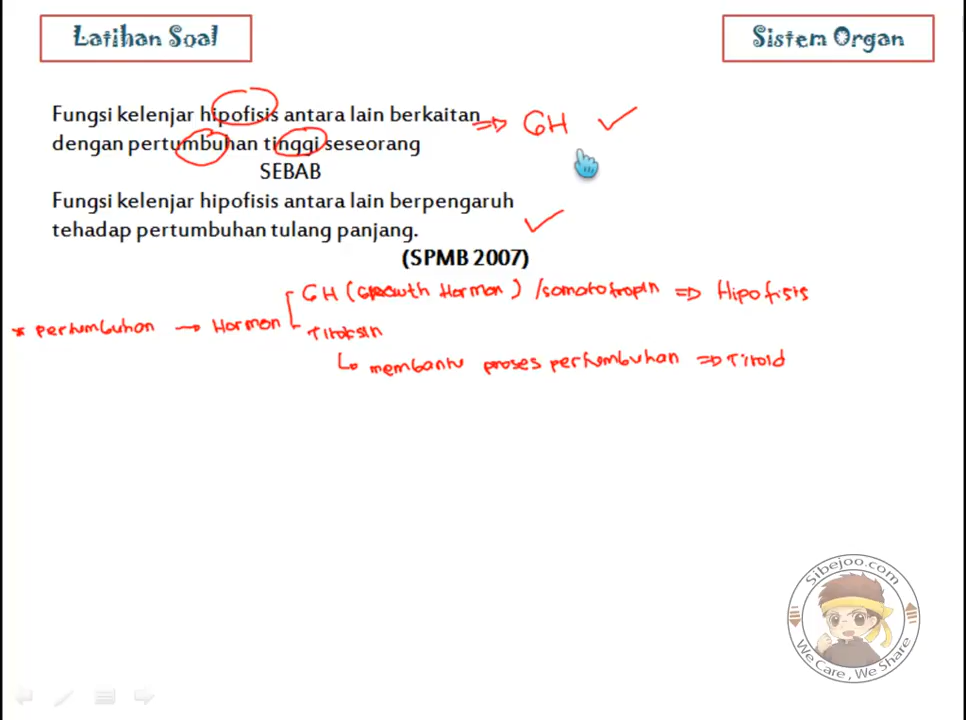 Latihan Soal
Sistem Organ
Fungsi kelenjar hipofisis antara lain berkaitan
⇒ GH ✓
dengan pertumbuhan tinggi seseorang
SEBAB
Fungsi kelenjar hipofisis antara lain berpengaruh
tehadap pertumbuhan tulang panjang. ✓
(SPMB 2007)
GH (Growth Hormon) /somatotropin ⇒ Hipofisis
* pertumbuhan → Hormon
Tiroksin
↳ membantu proses pertumbuhan ⇒ Tiroid
Sibejoo.com
We Care, We Share